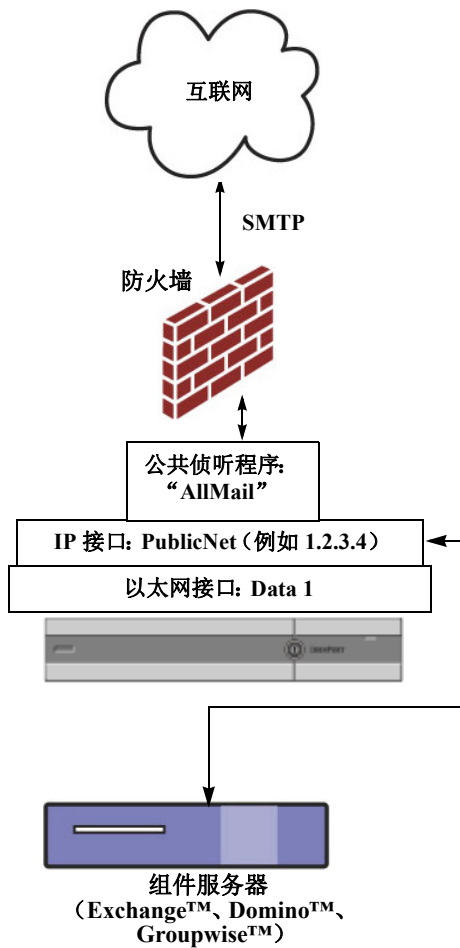 互联网
SMTP
防火墙
公共侦听程序：
“AllMail”
IP 接口：PublicNet（例如 1.2.3.4）
以太网接口：Data 1
IRONPORT
组件服务器
（Exchange™、Domino™、
Groupwise™）